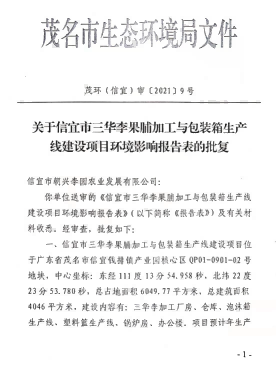 茂名市生态环境局文件
茂环（信宜）审〔2021〕9号
关于信宜市三华李果脯加工与包装箱生产
线建设项目环境影响报告表的批复
信宜市朝兴李园农业发展有限公司：
你单位送审的《信宜市三华李果脯加工与包装箱生产线
建设项目环境影响报告表》（以下简称《报告表》）及有关材
料收悉。经审查，批复如下：
一、信宜市三华李果脯加工与包装箱生产线建设项目位
于广东省茂名市信宜钱排镇产业园核心区QP01-0901-02号
地块，中心坐标：东经111度13分54.958秒，北纬22度
23分53.780秒，总占地面积6049.77平方米，总建筑面积
4046平方米，建设内容有：三华李加工厂房、仓库、泡沫箱
生产线、塑料篮生产线、锅炉房、办公楼，项目预计年生产
- 1 -